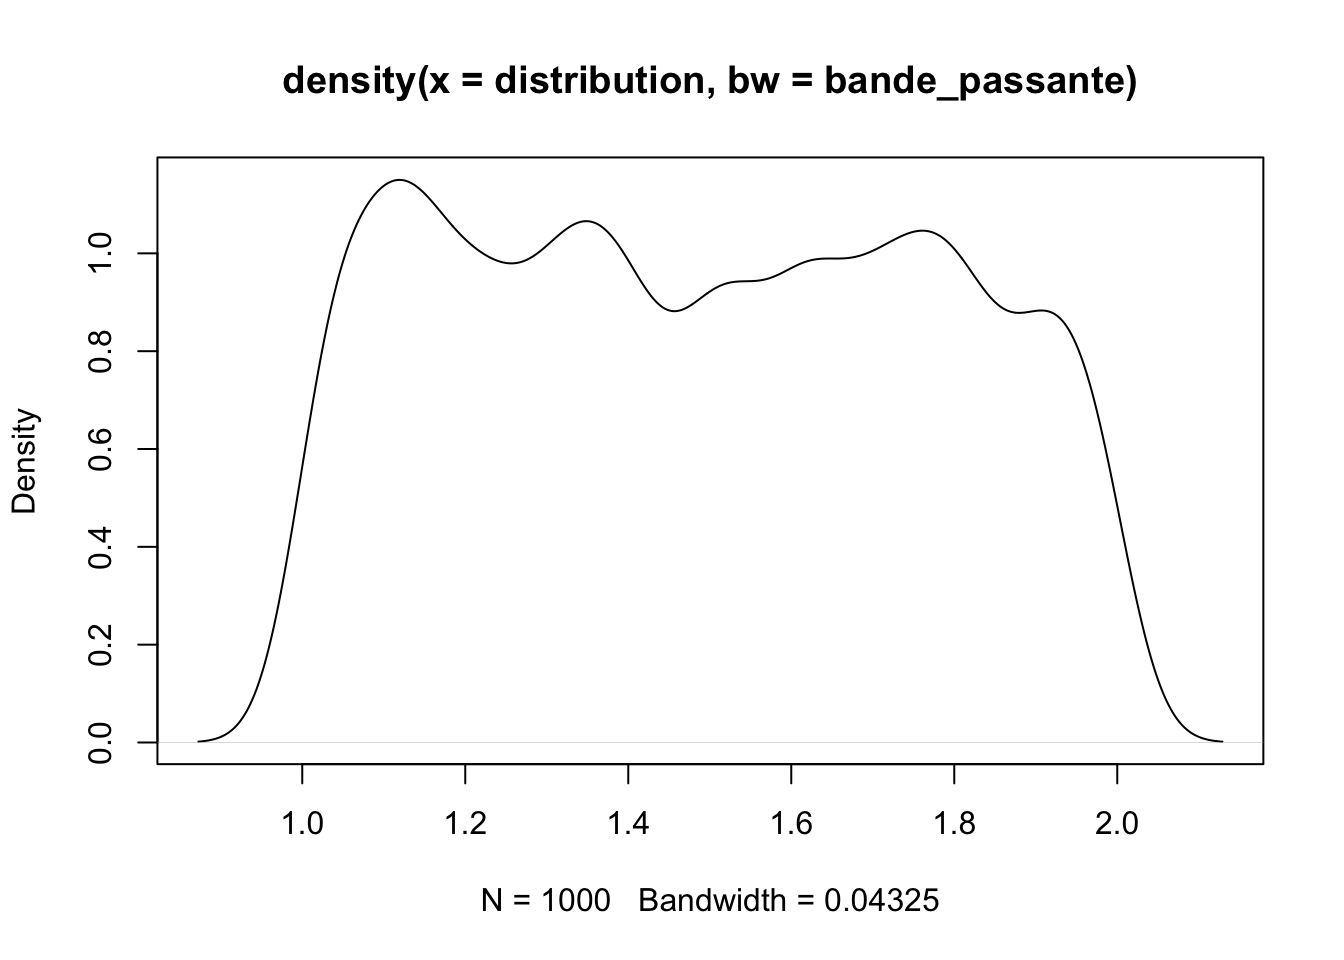 density(x = distribution, bw = bande_passante)
Density
0.0 0.2 0.4 0.6 0.8 1.0
1.0 1.2 1.4 1.6 1.8 2.0
N = 1000 Bandwidth = 0.04325